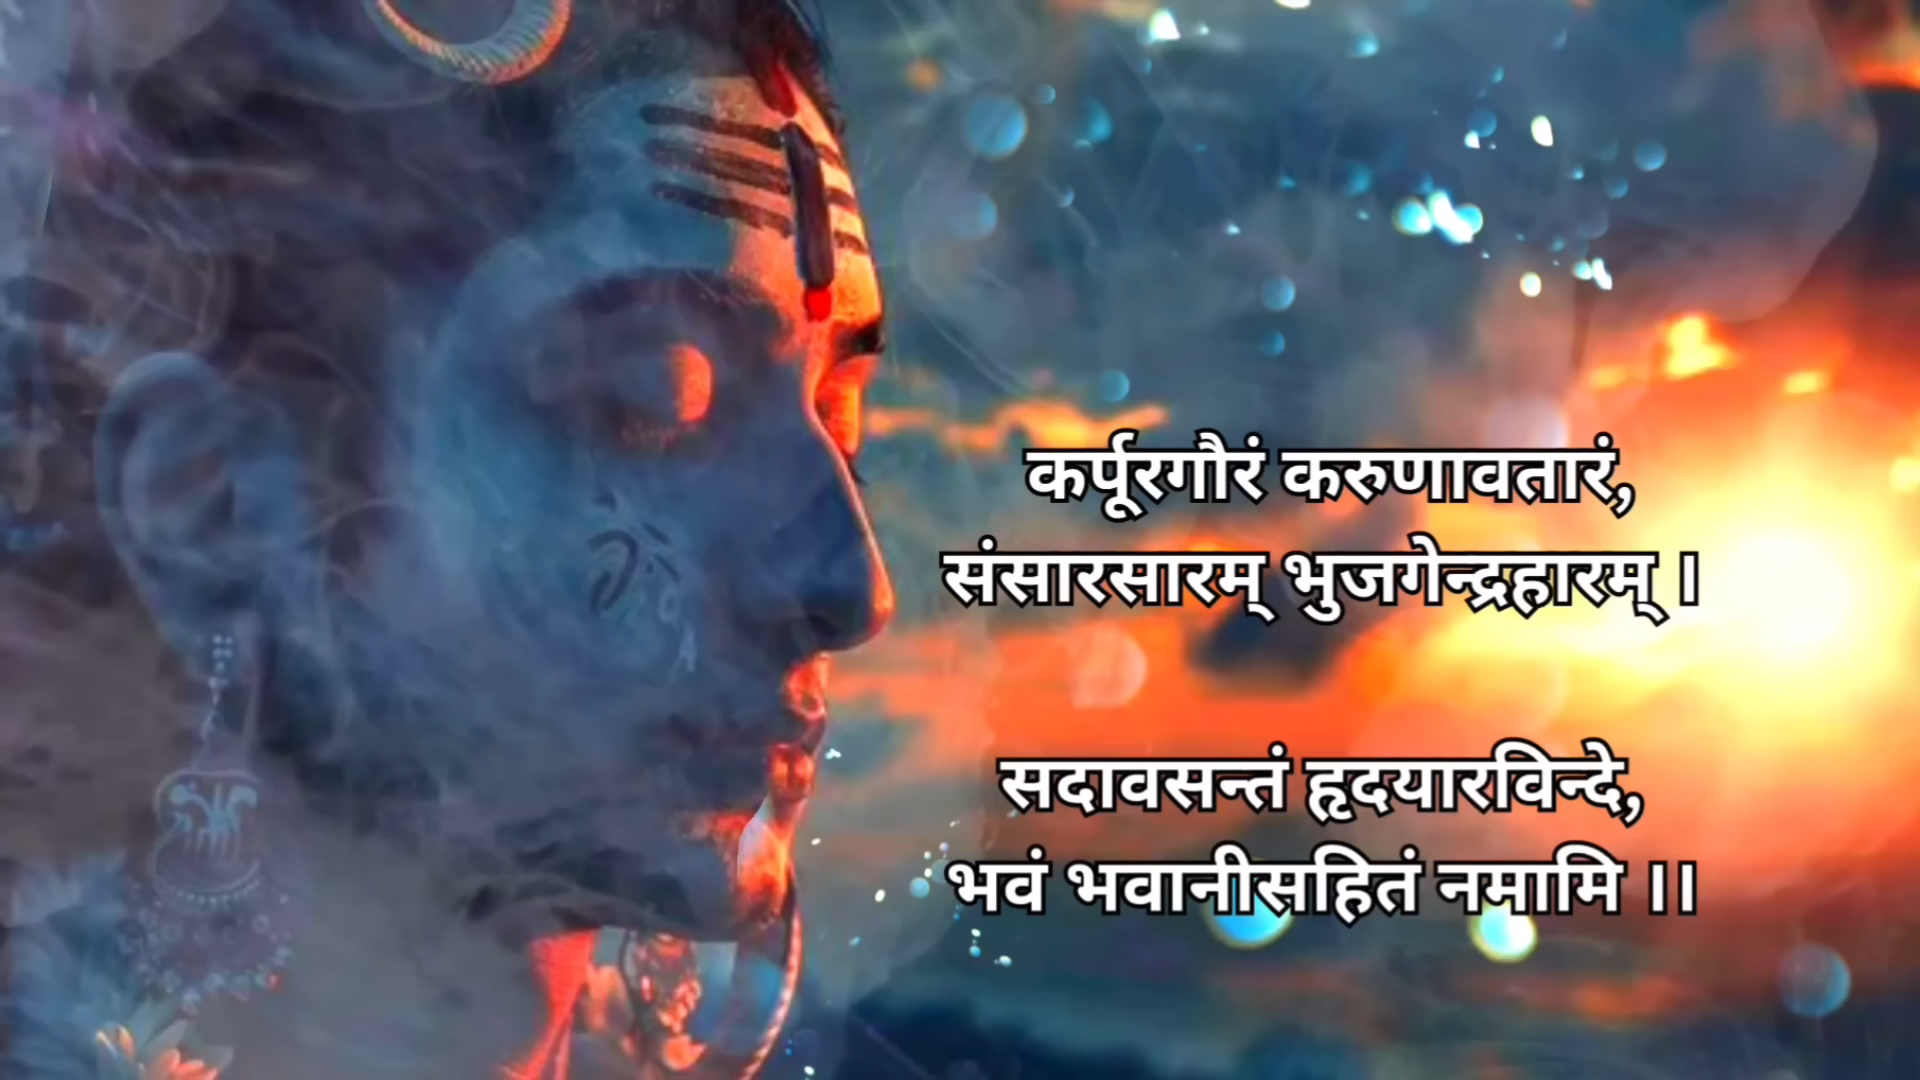 कर्पूरगौरं करुणावतारं,
संसारसारम् भुजगेन्द्रहारम् ।
सदावसन्तं हृदयारविन्दे,
भवं भवानीसहितं नमामि ।।